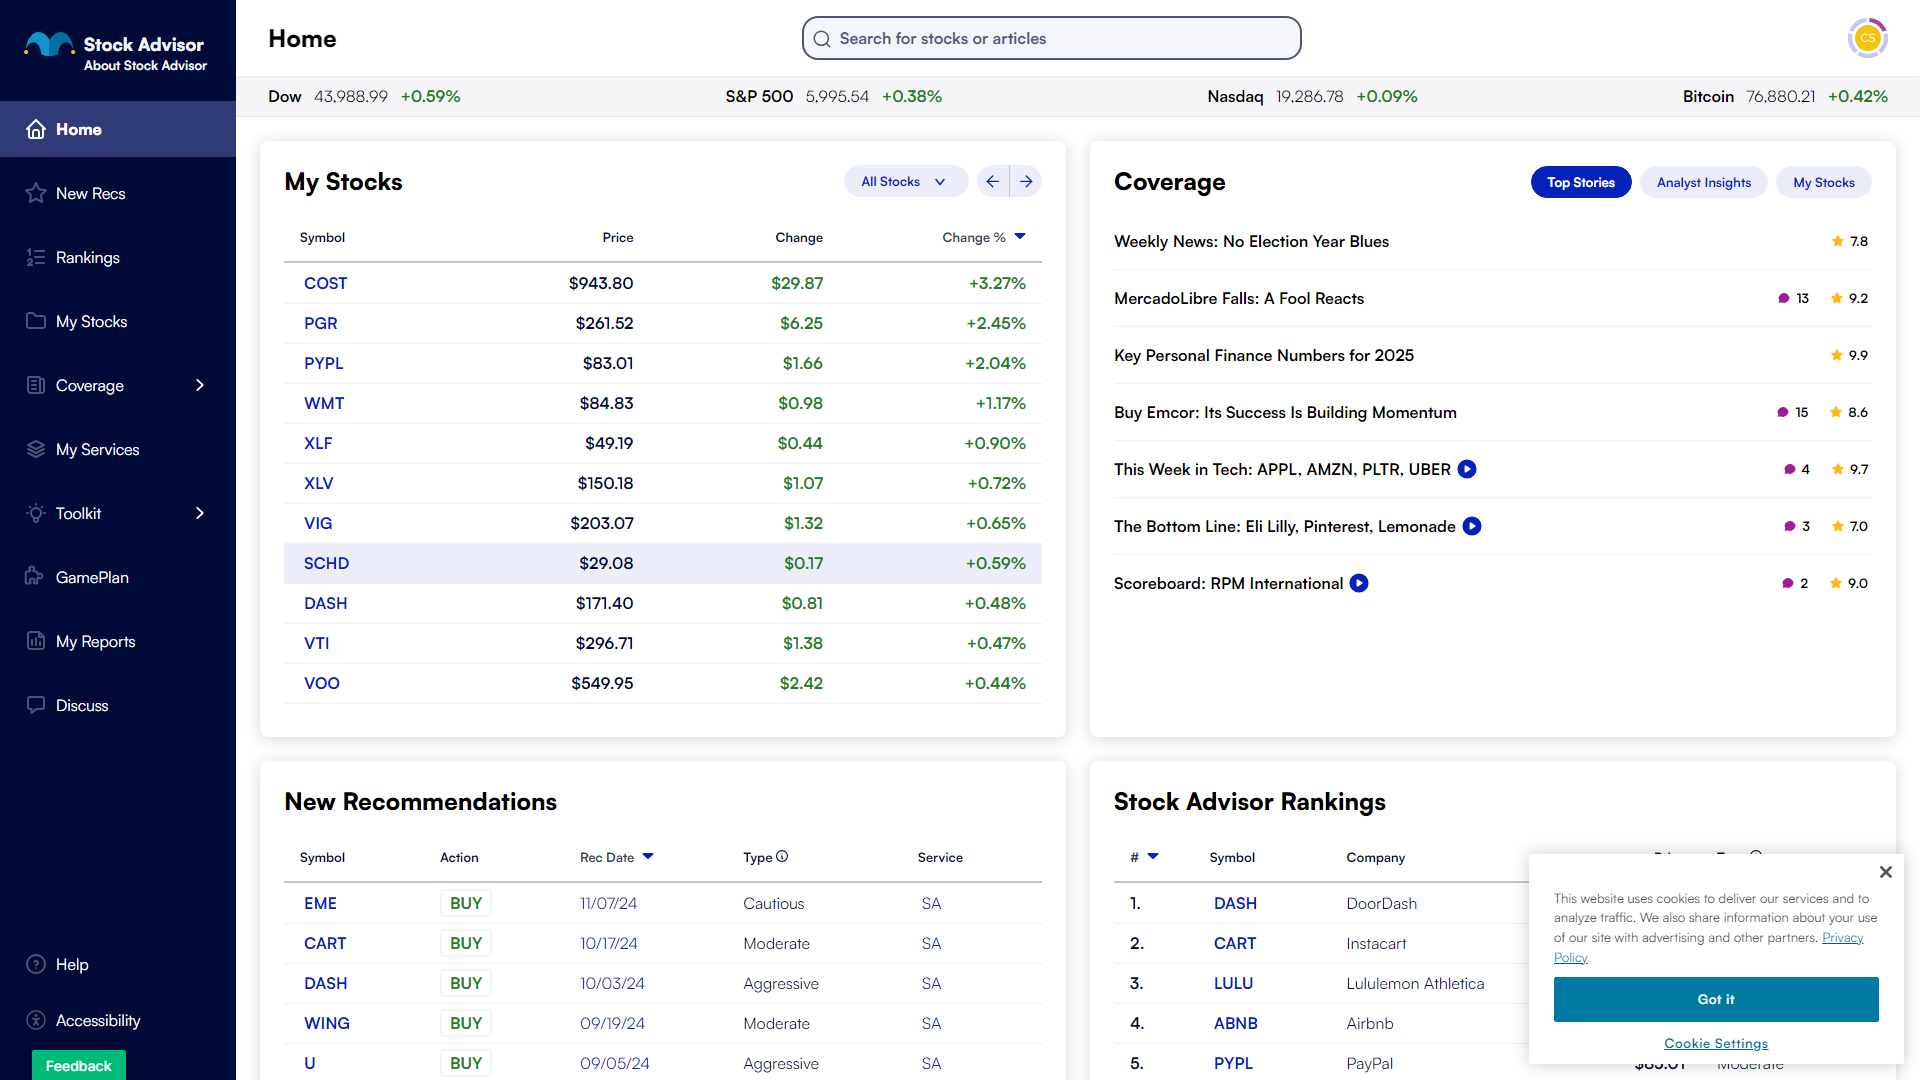 Stock Advisor
About Stock Advisor
Home
New Recs
Rankings
My Stocks
Coverage
My Services
Toolkit
GamePlan
My Reports
Discuss
Help
Accessibility
Feedback
Home
Search for stocks or articles
CS
Dow 43,988.99 +0.59% S&P 500 5,995.54 +0.38% Nasdaq 19,286.78 +0.09% Bitcoin 76,880.21 +0.42%
My Stocks
All Stocks
Symbol Price Change Change %
COST $943.80 $29.87 +3.27%
PGR $261.52 $6.25 +2.45%
PYPL $83.01 $1.66 +2.04%
WMT $84.83 $0.98 +1.17%
XLF $49.19 $0.44 +0.90%
XLV $150.18 $1.07 +0.72%
VIG $203.07 $1.32 +0.65%
SCHD $29.08 $0.17 +0.59%
DASH $171.40 $0.81 +0.48%
VTI $296.71 $1.38 +0.47%
VOO $549.95 $2.42 +0.44%
Coverage
Top Stories Analyst Insights My Stocks
Weekly News: No Election Year Blues 7.8
MercadoLibre Falls: A Fool Reacts 13 9.2
Key Personal Finance Numbers for 2025 9.9
Buy Emcor: Its Success Is Building Momentum 15 8.6
This Week in Tech: APPL, AMZN, PLTR, UBER 4 9.7
The Bottom Line: Eli Lilly, Pinterest, Lemonade 3 7.0
Scoreboard: RPM International 2 9.0
New Recommendations
Symbol Action Rec Date Type Service
EME BUY 11/07/24 Cautious SA
CART BUY 10/17/24 Moderate SA
DASH BUY 10/03/24 Aggressive SA
WING BUY 09/19/24 Moderate SA
U BUY 09/05/24 Aggressive SA
Stock Advisor Rankings
# Symbol Company
1. DASH DoorDash
2. CART Instacart
3. LULU Lululemon Athletica
4. ABNB Airbnb
5. PYPL PayPal $83.01 Moderate
This website uses cookies to deliver our services and to
analyze traffic. We also share information about your use
of our site with advertising and other partners. Privacy
Policy
Got it
Cookie Settings